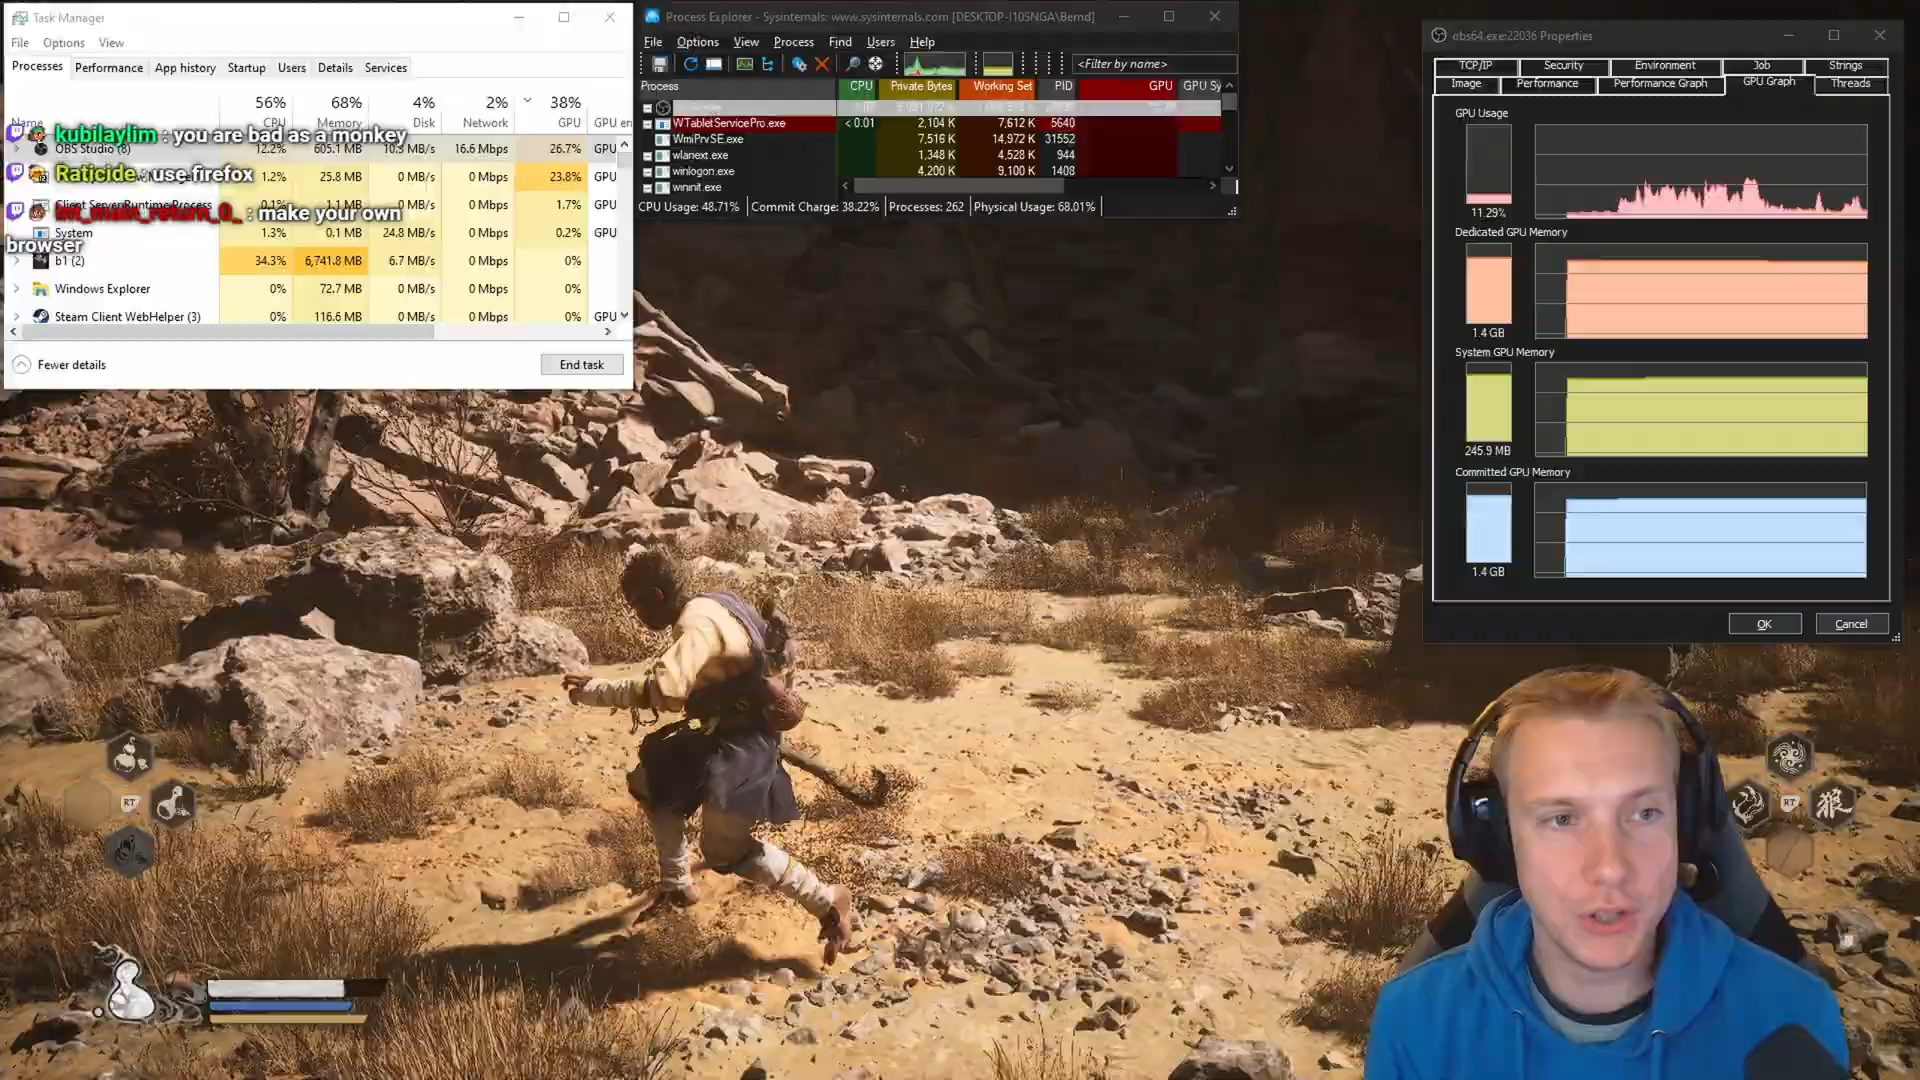 Task Manager
File Options View
Processes Performance App history Startup Users Details Services
56% 68% 4% 2% 38%
Name CPU Memory Disk Network GPU GPU en
kubilaylim : you are bad as a monkey
OBS Studio (8) 12.2% 605.1 MB 10.3 MB/s 16.6 Mbps 26.7% GPU
Raticide : use firefox
1.2% 25.8 MB 0 MB/s 0 Mbps 23.8% GPU
Client Server Runtime Process 0.1% 1.1 MB 0 MB/s 0 Mbps 1.7% GPU
int_main_return_0_ : make your own
System 1.3% 0.1 MB 24.8 MB/s 0 Mbps 0.2% GPU
browser
b1 (2) 34.3% 6,741.8 MB 6.7 MB/s 0 Mbps 0%
Windows Explorer 0% 72.7 MB 0 MB/s 0 Mbps 0%
Steam Client WebHelper (3) 0% 116.6 MB 0 MB/s 0 Mbps 0% GPU
Fewer details End task
Process Explorer - Sysinternals: www.sysinternals.com [DESKTOP-I10SNGA\Bernd]
File Options View Process Find Users Help
<Filter by name>
Process CPU Private Bytes Working Set PID GPU GPU Sy
WTabletServicePro.exe < 0.01 2,104 K 7,612 K 5640
WmiPrvSE.exe 7,516 K 14,972 K 31552
wlanext.exe 1,348 K 4,528 K 944
winlogon.exe 4,200 K 9,100 K 1408
wininit.exe
CPU Usage: 48.71% Commit Charge: 38.22% Processes: 262 Physical Usage: 68.01%
obs64.exe:22036 Properties
TCP/IP Security Environment Job Strings
Image Performance Performance Graph GPU Graph Threads
GPU Usage
11.29%
Dedicated GPU Memory
1.4 GB
System GPU Memory
245.9 MB
Committed GPU Memory
1.4 GB
OK Cancel
RT
RT 狼